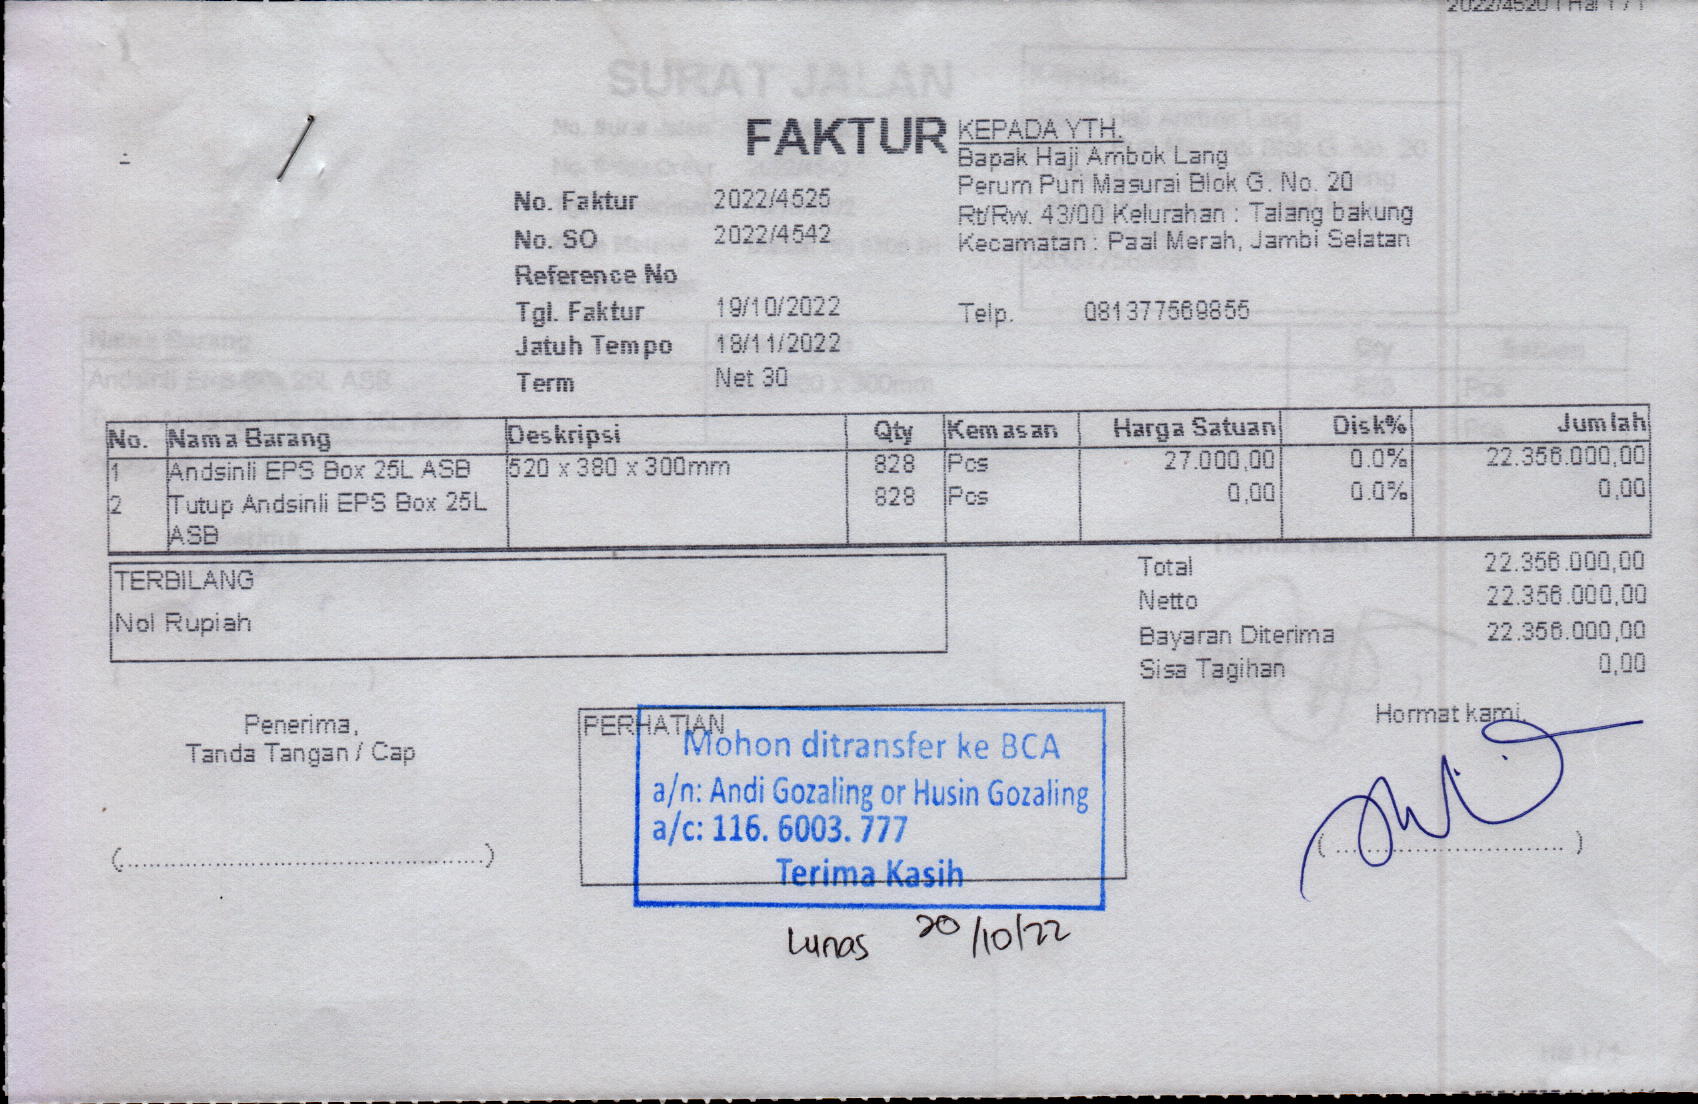 FAKTUR
KEPADA YTH.
Bapak Haji Ambok Lang
Perum Puri Masurai Blok G. No. 20
Rt/Rw. 43/00 Kelurahan : Talang bakung
Kecamatan : Paal Merah, Jambi Selatan
Telp. 081377569855
No. Faktur 2022/4525
No. SO 2022/4542
Reference No
Tgl. Faktur 19/10/2022
Jatuh Tempo 18/11/2022
Term Net 30
No. Nama Barang Deskripsi Qty Kemasan Harga Satuan Disk% Jumlah
1 Andsinli EPS Box 25L ASB 520 x 380 x 300mm 828 Pcs 27.000,00 0.0% 22.356.000,00
2 Tutup Andsinli EPS Box 25L 828 Pcs 0,00 0.0% 0,00
ASB
TERBILANG
Nol Rupiah
Total 22.356.000,00
Netto 22.356.000,00
Bayaran Diterima 22.356.000,00
Sisa Tagihan 0,00
Penerima,
Tanda Tangan / Cap
(..............................................)
PERHATIAN
Mohon ditransfer ke BCA
a/n: Andi Gozaling or Husin Gozaling
a/c: 116. 6003. 777
Terima Kasih
Hormat kami,
( .............................. )
Lunas 20/10/22
SURAT JALAN